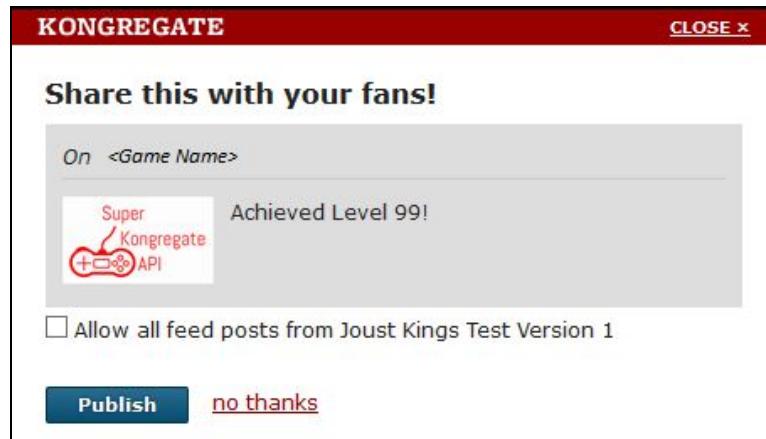 KONGREGATE
CLOSE ×
Share this with your fans!
On <Game Name>
Super
Kongregate
API
Achieved Level 99!
Allow all feed posts from Joust Kings Test Version 1
Publish
no thanks